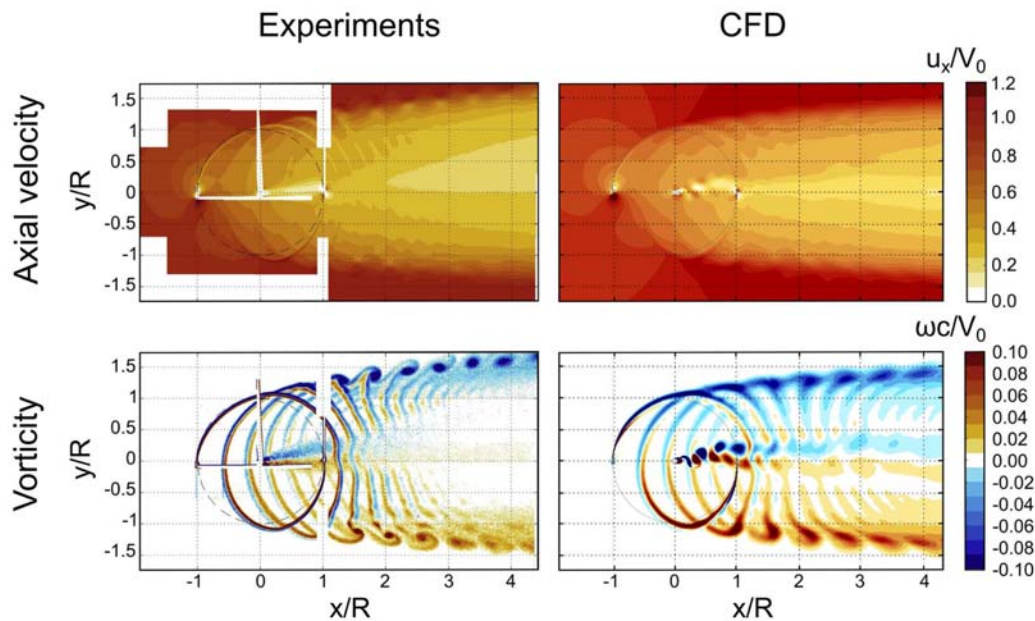 Experiments CFD
u_x/V_0
Axial velocity
y/R
1.5
1
0.5
0
-0.5
-1
-1.5
1.2
1.0
0.8
0.6
0.4
0.2
0.0
Vorticity
y/R
1.5
1
0.5
0
-0.5
-1
-1.5
-1 0 1 2 3 4
x/R
-1 0 1 2 3 4
x/R
ωc/V_0
0.10
0.08
0.06
0.04
0.02
0.00
-0.02
-0.04
-0.06
-0.08
-0.10